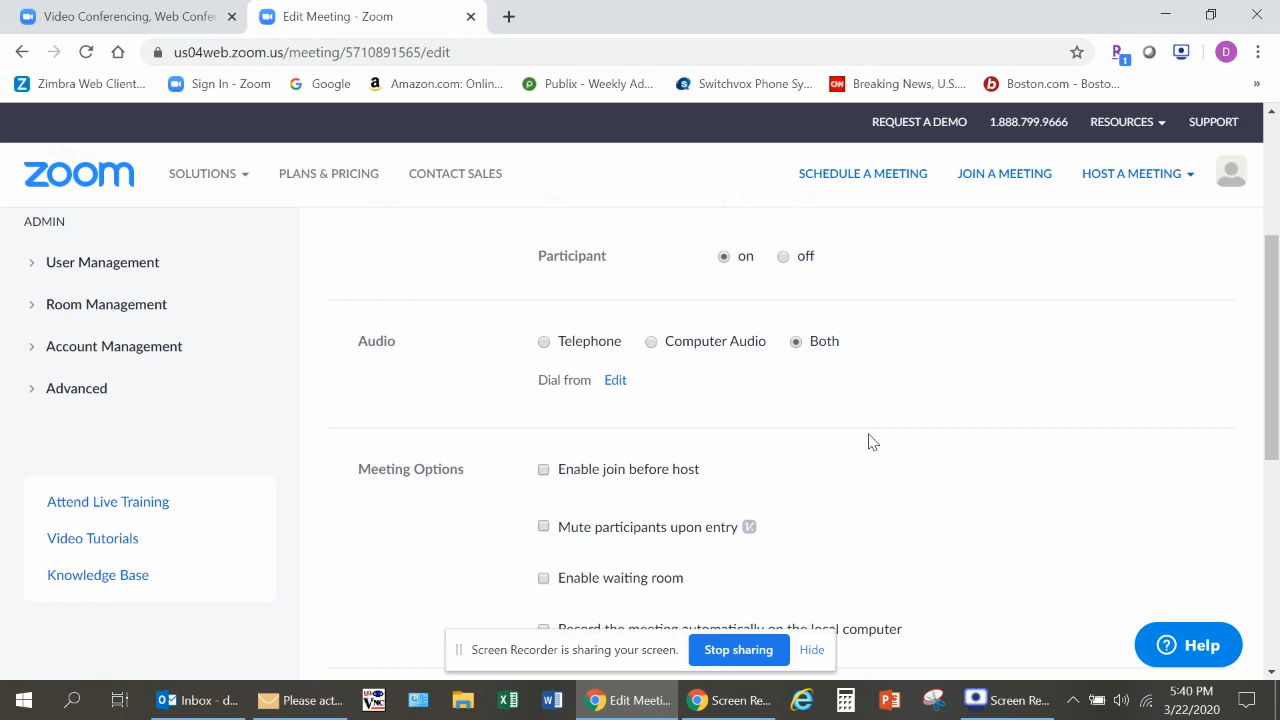 Video Conferencing, Web Confer
Edit Meeting - Zoom
us04web.zoom.us/meeting/5710891565/edit
1
D
Zimbra Web Client...
Sign In - Zoom
Google
Amazon.com: Onlin...
Publix - Weekly Ad...
Switchvox Phone Sy...
CNN
Breaking News, U.S....
Boston.com - Bosto...
»
REQUEST A DEMO
1.888.799.9666
RESOURCES
SUPPORT
zoom
SOLUTIONS
PLANS & PRICING
CONTACT SALES
SCHEDULE A MEETING
JOIN A MEETING
HOST A MEETING
ADMIN
User Management
Room Management
Account Management
Advanced
Attend Live Training
Video Tutorials
Knowledge Base
Participant
on
off
Audio
Telephone
Computer Audio
Both
Dial from Edit
Meeting Options
Enable join before host
Mute participants upon entry
Enable waiting room
Record the meeting automatically on the local computer
Screen Recorder is sharing your screen.
Stop sharing
Hide
Help
Inbox - d...
Please act...
Edit Meeti...
Screen Re...
Screen Re...
5:40 PM
3/22/2020